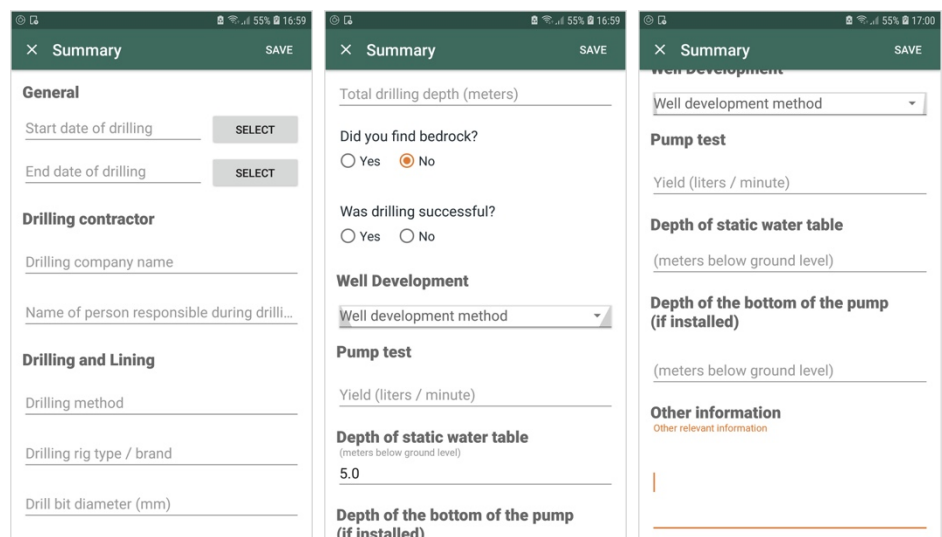 55% 16:59
Summary
SAVE
General
Start date of drilling
SELECT
End date of drilling
SELECT
Drilling contractor
Drilling company name
Name of person responsible during drilli...
Drilling and Lining
Drilling method
Drilling rig type / brand
Drill bit diameter (mm)
55% 16:59
Summary
SAVE
Total drilling depth (meters)
Did you find bedrock?
Yes No
Was drilling successful?
Yes No
Well Development
Well development method
Pump test
Yield (liters / minute)
Depth of static water table
(meters below ground level)
5.0
Depth of the bottom of the pump
(if installed)
55% 17:00
Summary
SAVE
Well Development
Well development method
Pump test
Yield (liters / minute)
Depth of static water table
(meters below ground level)
Depth of the bottom of the pump
(if installed)
(meters below ground level)
Other information
Other relevant information